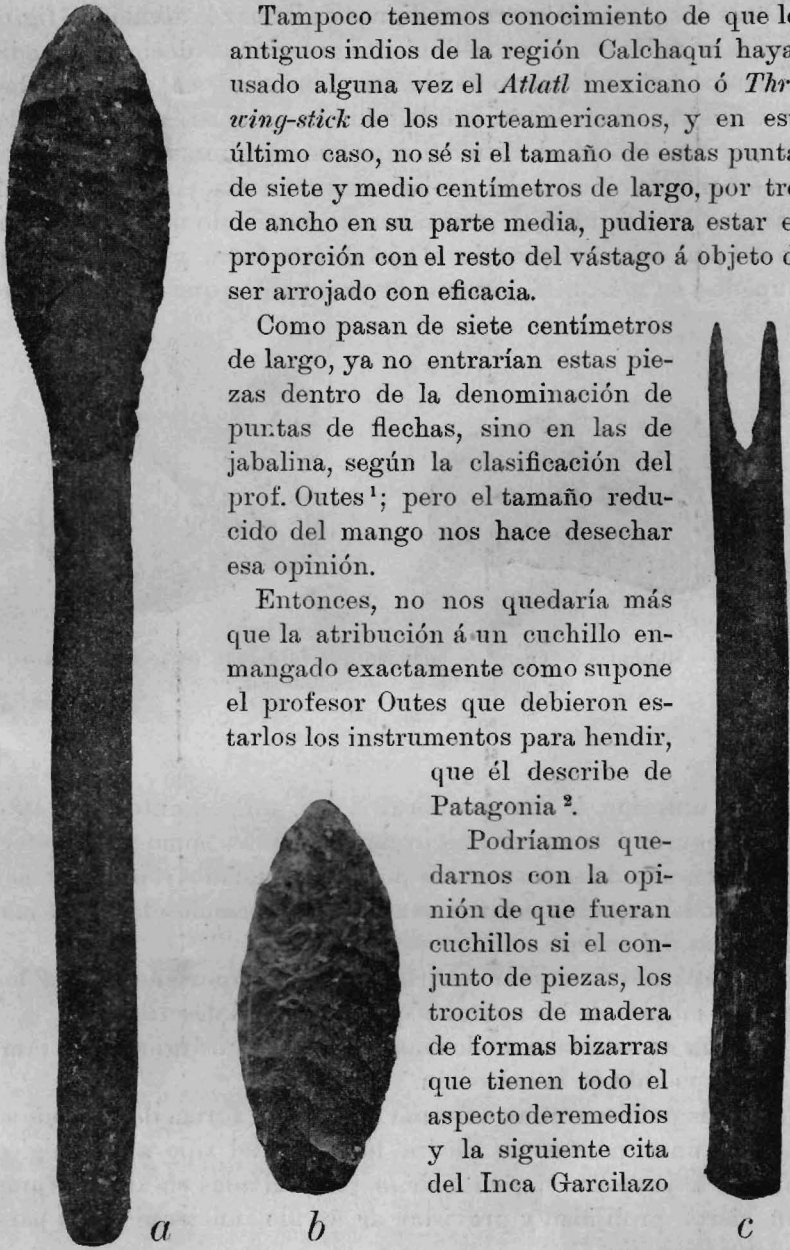 Tampoco tenemos conocimiento de que lo
antiguos indios de la región Calchaquí haya
usado alguna vez el Atlatl mexicano ó Thr
wing-stick de los norteamericanos, y en est
último caso, no sé si el tamaño de estas punta
de siete y medio centímetros de largo, por tre
de ancho en su parte media, pudiera estar e
proporción con el resto del vástago á objeto d
ser arrojado con eficacia.
Como pasan de siete centímetros
de largo, ya no entrarían estas pie-
zas dentro de la denominación de
puntas de flechas, sino en las de
jabalina, según la clasificación del
prof. Outes ¹; pero el tamaño redu-
cido del mango nos hace desechar
esa opinión.
Entonces, no nos quedaría más
que la atribución á un cuchillo en-
mangado exactamente como supone
el profesor Outes que debieron es-
tarlos los instrumentos para hendir,
que él describe de
Patagonia ².
Podríamos que-
darnos con la opi-
nión de que fueran
cuchillos si el con-
junto de piezas, los
trocitos de madera
de formas bizarras
que tienen todo el
aspecto de remedios
y la siguiente cita
del Inca Garcilazo
a b c